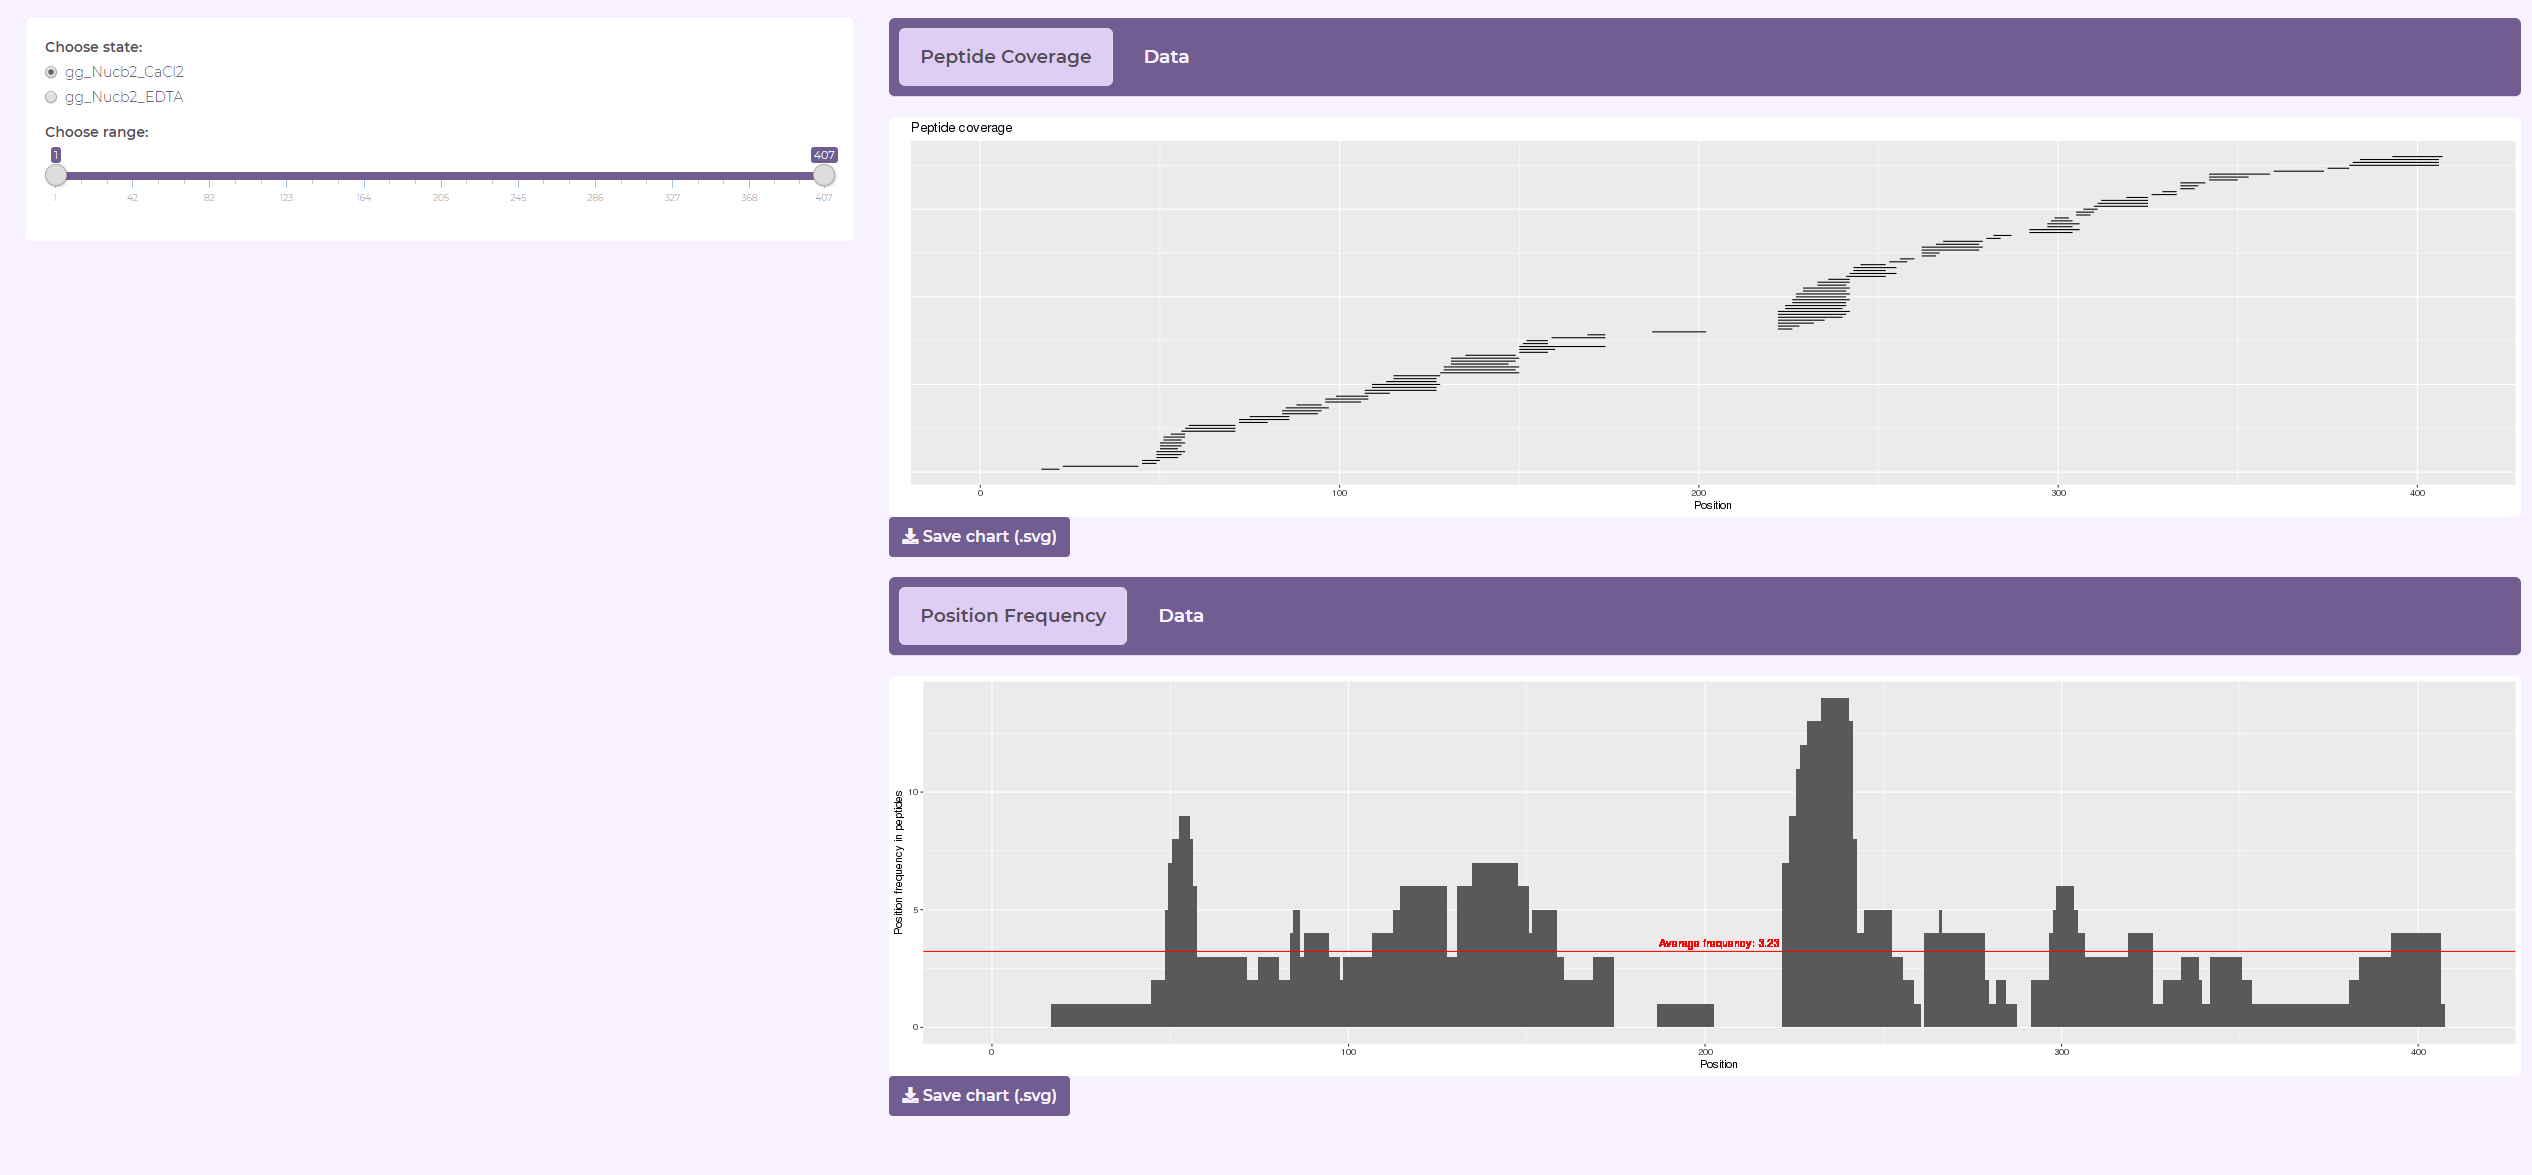 Choose state:
gg_Nucb2_CaCl2
gg_Nucb2_EDTA
Choose range:
1 407
1 42 82 123 164 205 245 286 327 368 407
Peptide Coverage Data
Peptide coverage
0 100 200 300 400
Position
Save chart (.svg)
Position Frequency Data
Position frequency in peptides
10
5
0
Average frequency: 3.23
0 100 200 300 400
Position
Save chart (.svg)